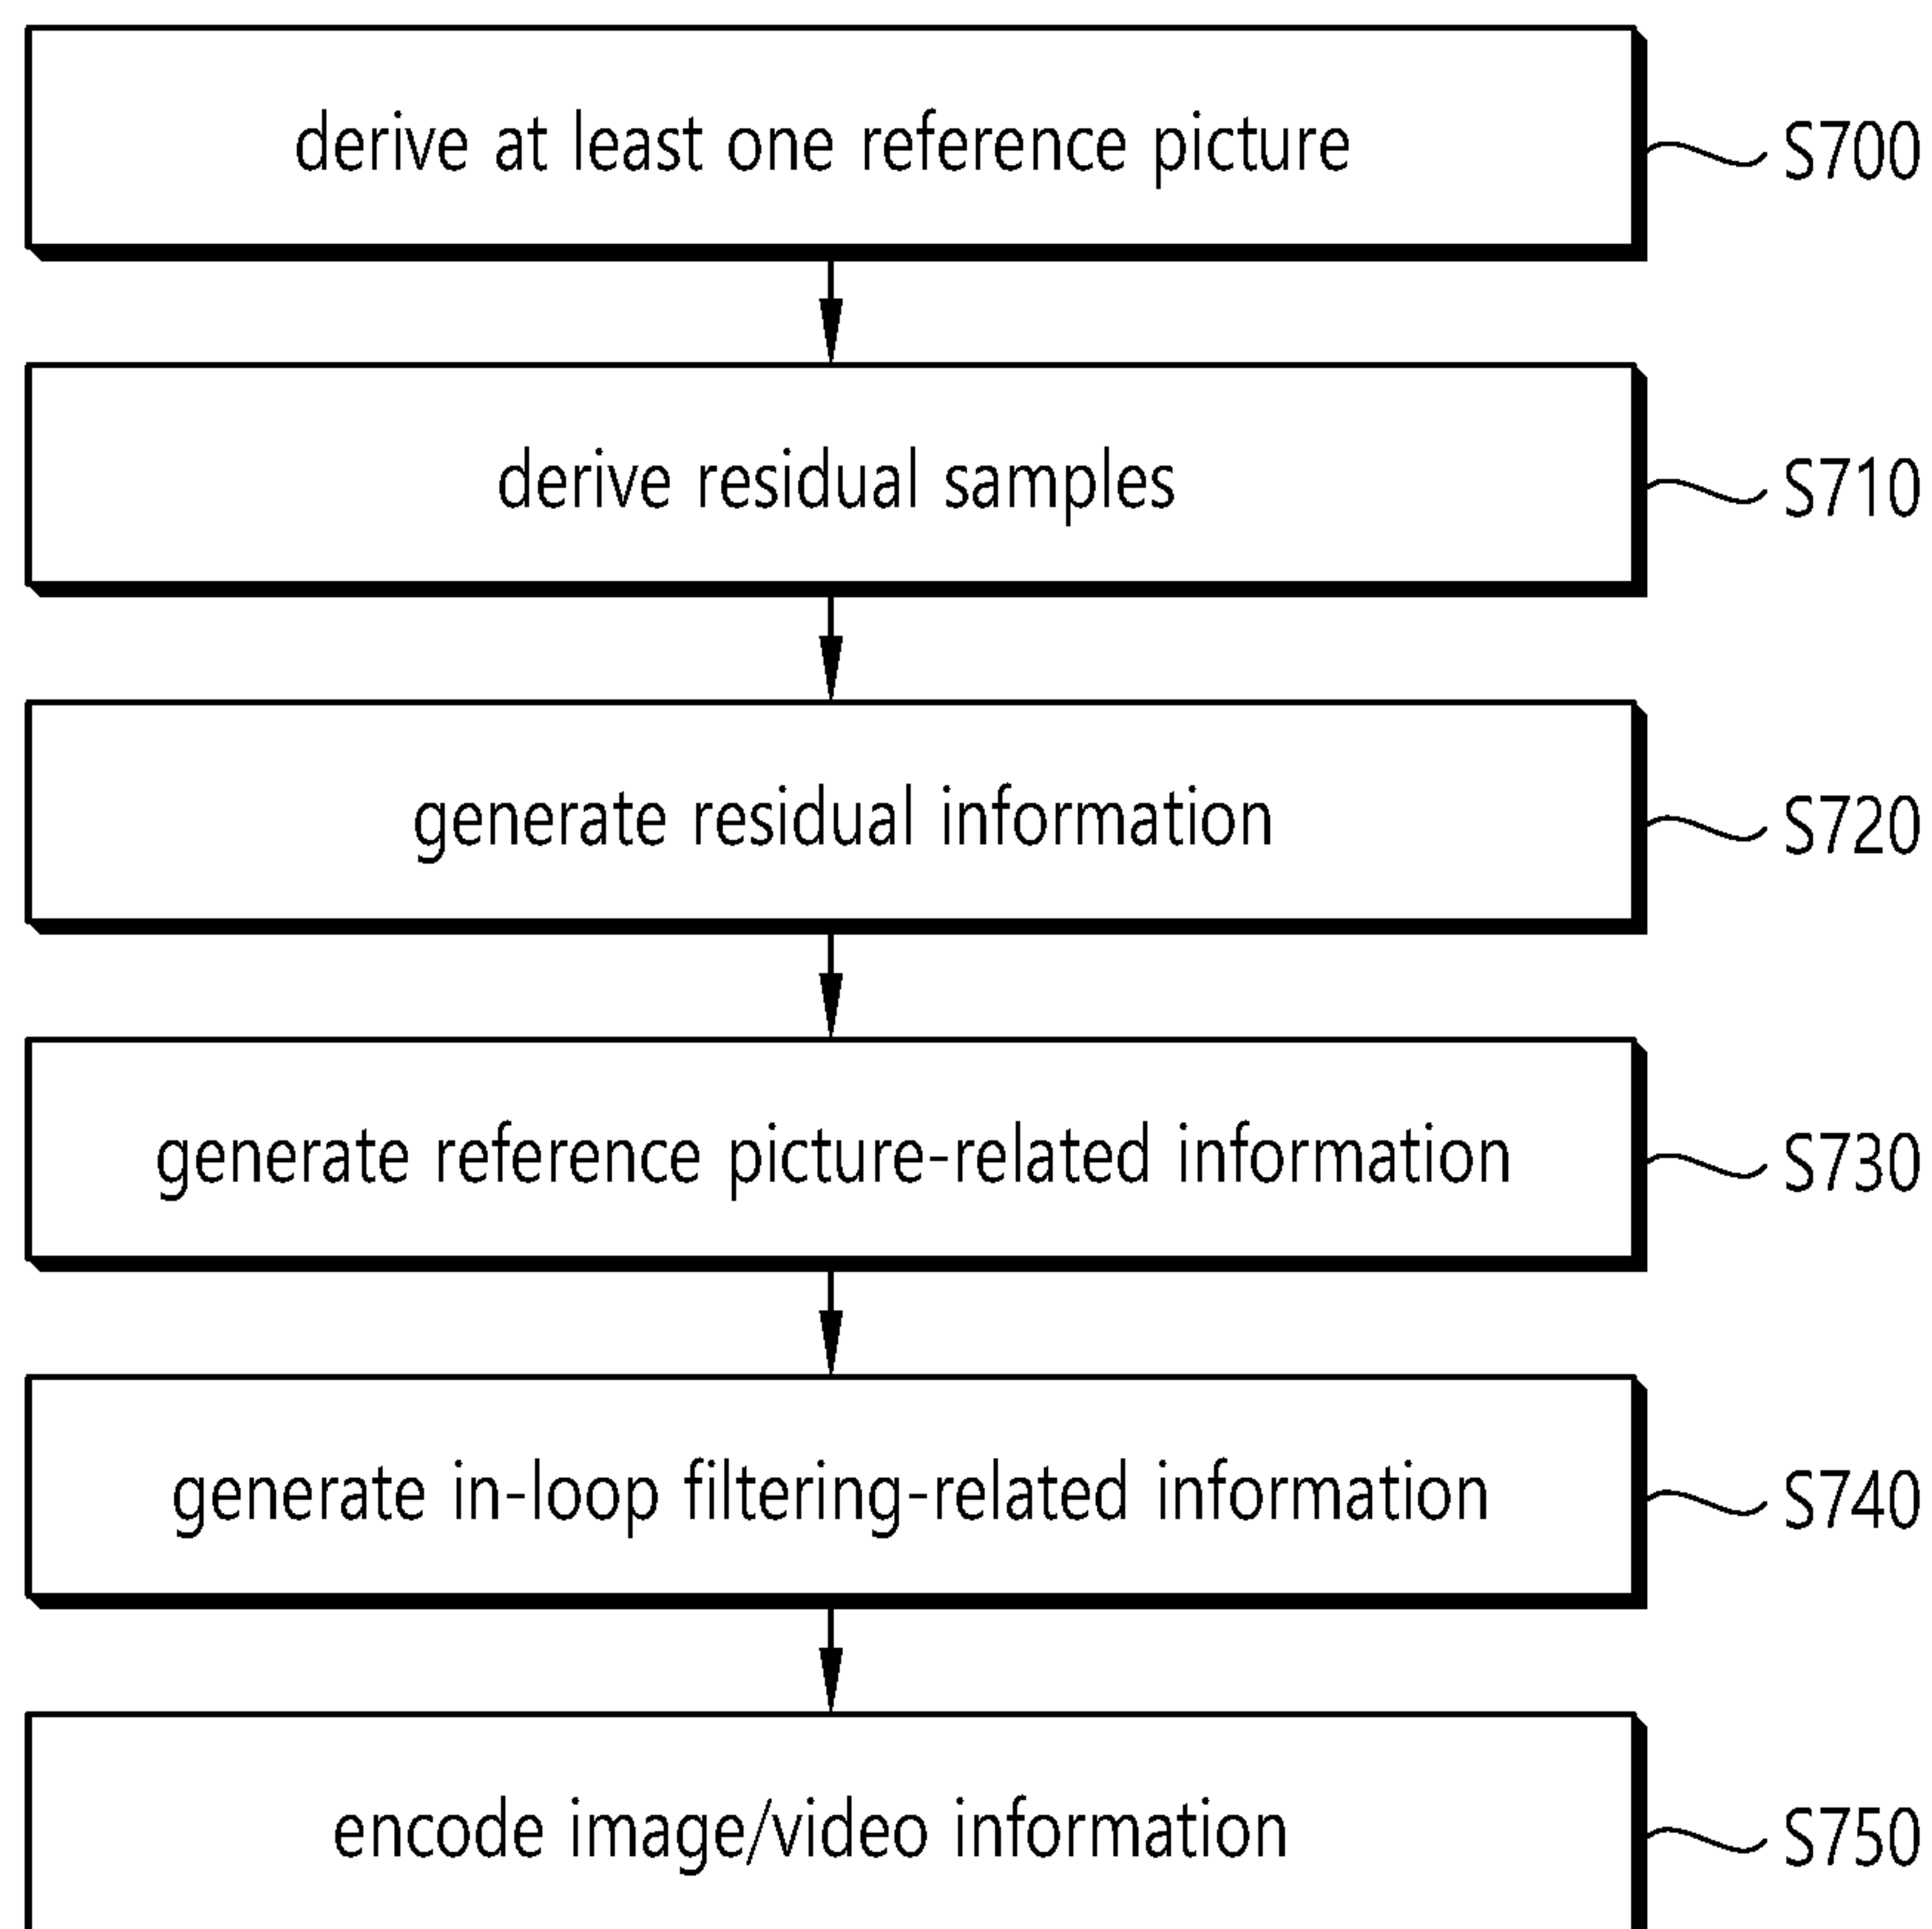 derive at least one reference picture S700
derive residual samples S710
generate residual information S720
generate reference picture-related information S730
generate in-loop filtering-related information S740
encode image/video information S750